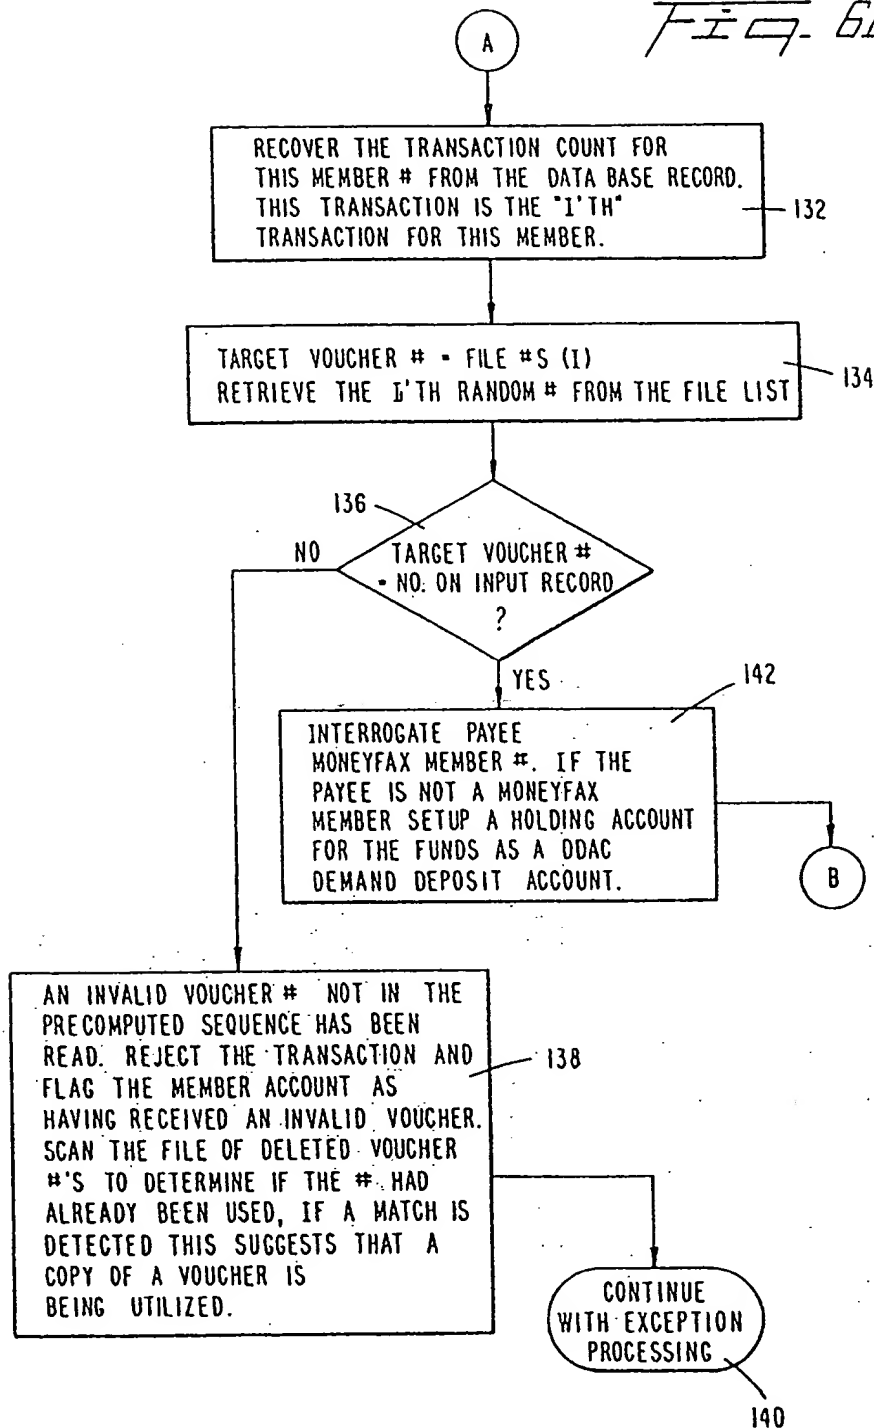 Fig. 6
A
RECOVER THE TRANSACTION COUNT FOR
THIS MEMBER # FROM THE DATA BASE RECORD.
THIS TRANSACTION IS THE "I'TH"
TRANSACTION FOR THIS MEMBER.
132
TARGET VOUCHER # = FILE #S (I)
RETRIEVE THE I'TH RANDOM # FROM THE FILE LIST
134
136
NO
TARGET VOUCHER #
= NO. ON INPUT RECORD
?
YES
142
INTERROGATE PAYEE
MONEYFAX MEMBER #. IF THE
PAYEE IS NOT A MONEYFAX
MEMBER SETUP A HOLDING ACCOUNT
FOR THE FUNDS AS A DDAC
DEMAND DEPOSIT ACCOUNT.
B
AN INVALID VOUCHER # NOT IN THE
PRECOMPUTED SEQUENCE HAS BEEN
READ. REJECT THE TRANSACTION AND
FLAG THE MEMBER ACCOUNT AS
HAVING RECEIVED AN INVALID VOUCHER.
SCAN THE FILE OF DELETED VOUCHER
#'S TO DETERMINE IF THE # HAD
ALREADY BEEN USED, IF A MATCH IS
DETECTED THIS SUGGESTS THAT A
COPY OF A VOUCHER IS
BEING UTILIZED.
138
CONTINUE
WITH EXCEPTION
PROCESSING
140